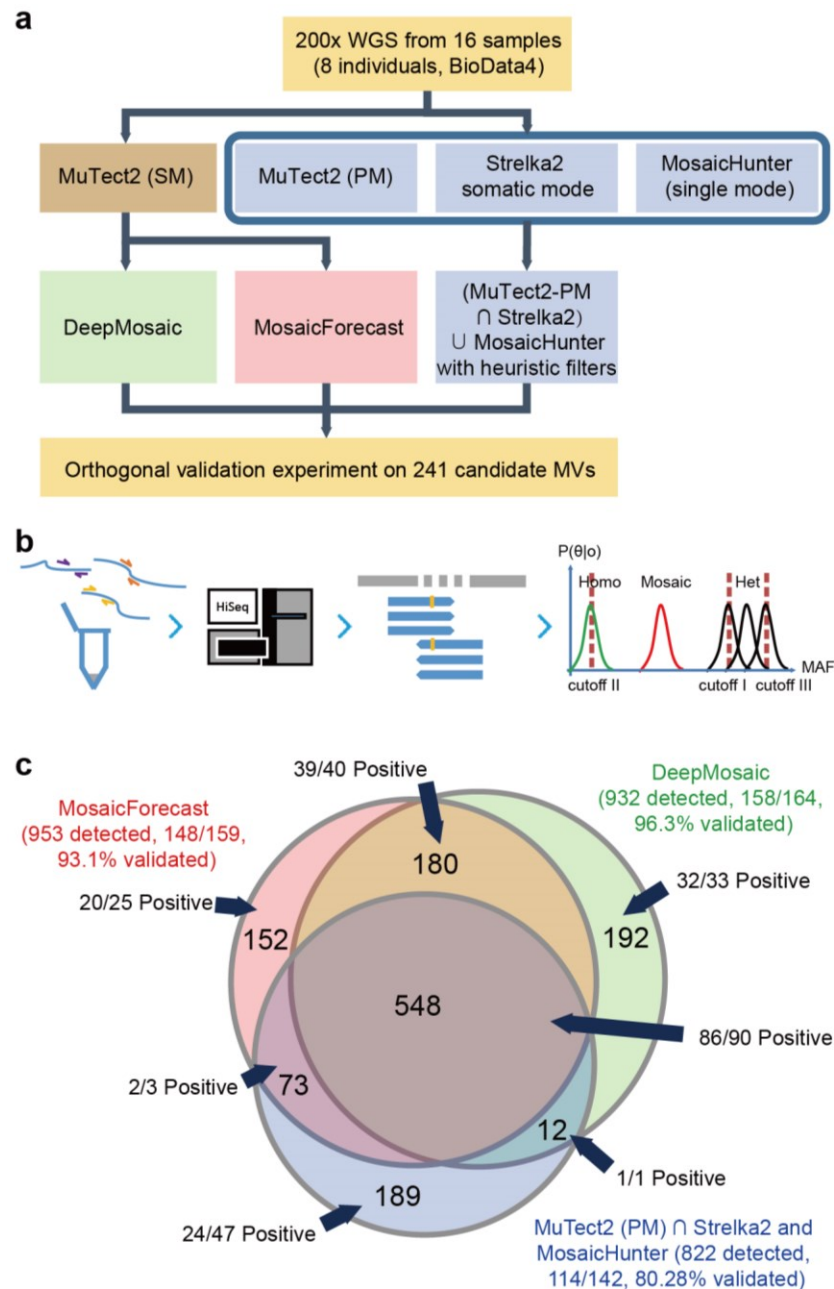 a
200x WGS from 16 samples
(8 individuals, BioData4)
MuTect2 (SM)
MuTect2 (PM)
Strelka2
somatic mode
MosaicHunter
(single mode)
DeepMosaic
MosaicForecast
(MuTect2-PM
∩ Strelka2)
∪ MosaicHunter
with heuristic filters
Orthogonal validation experiment on 241 candidate MVs
b
HiSeq
P(θ|o)
Homo
Mosaic
Het
MAF
cutoff II
cutoff I
cutoff III
c
39/40 Positive
MosaicForecast
(953 detected, 148/159,
93.1% validated)
DeepMosaic
(932 detected, 158/164,
96.3% validated)
20/25 Positive
32/33 Positive
180
152
192
548
86/90 Positive
2/3 Positive
73
12
1/1 Positive
189
24/47 Positive
MuTect2 (PM) ∩ Strelka2 and
MosaicHunter (822 detected,
114/142, 80.28% validated)